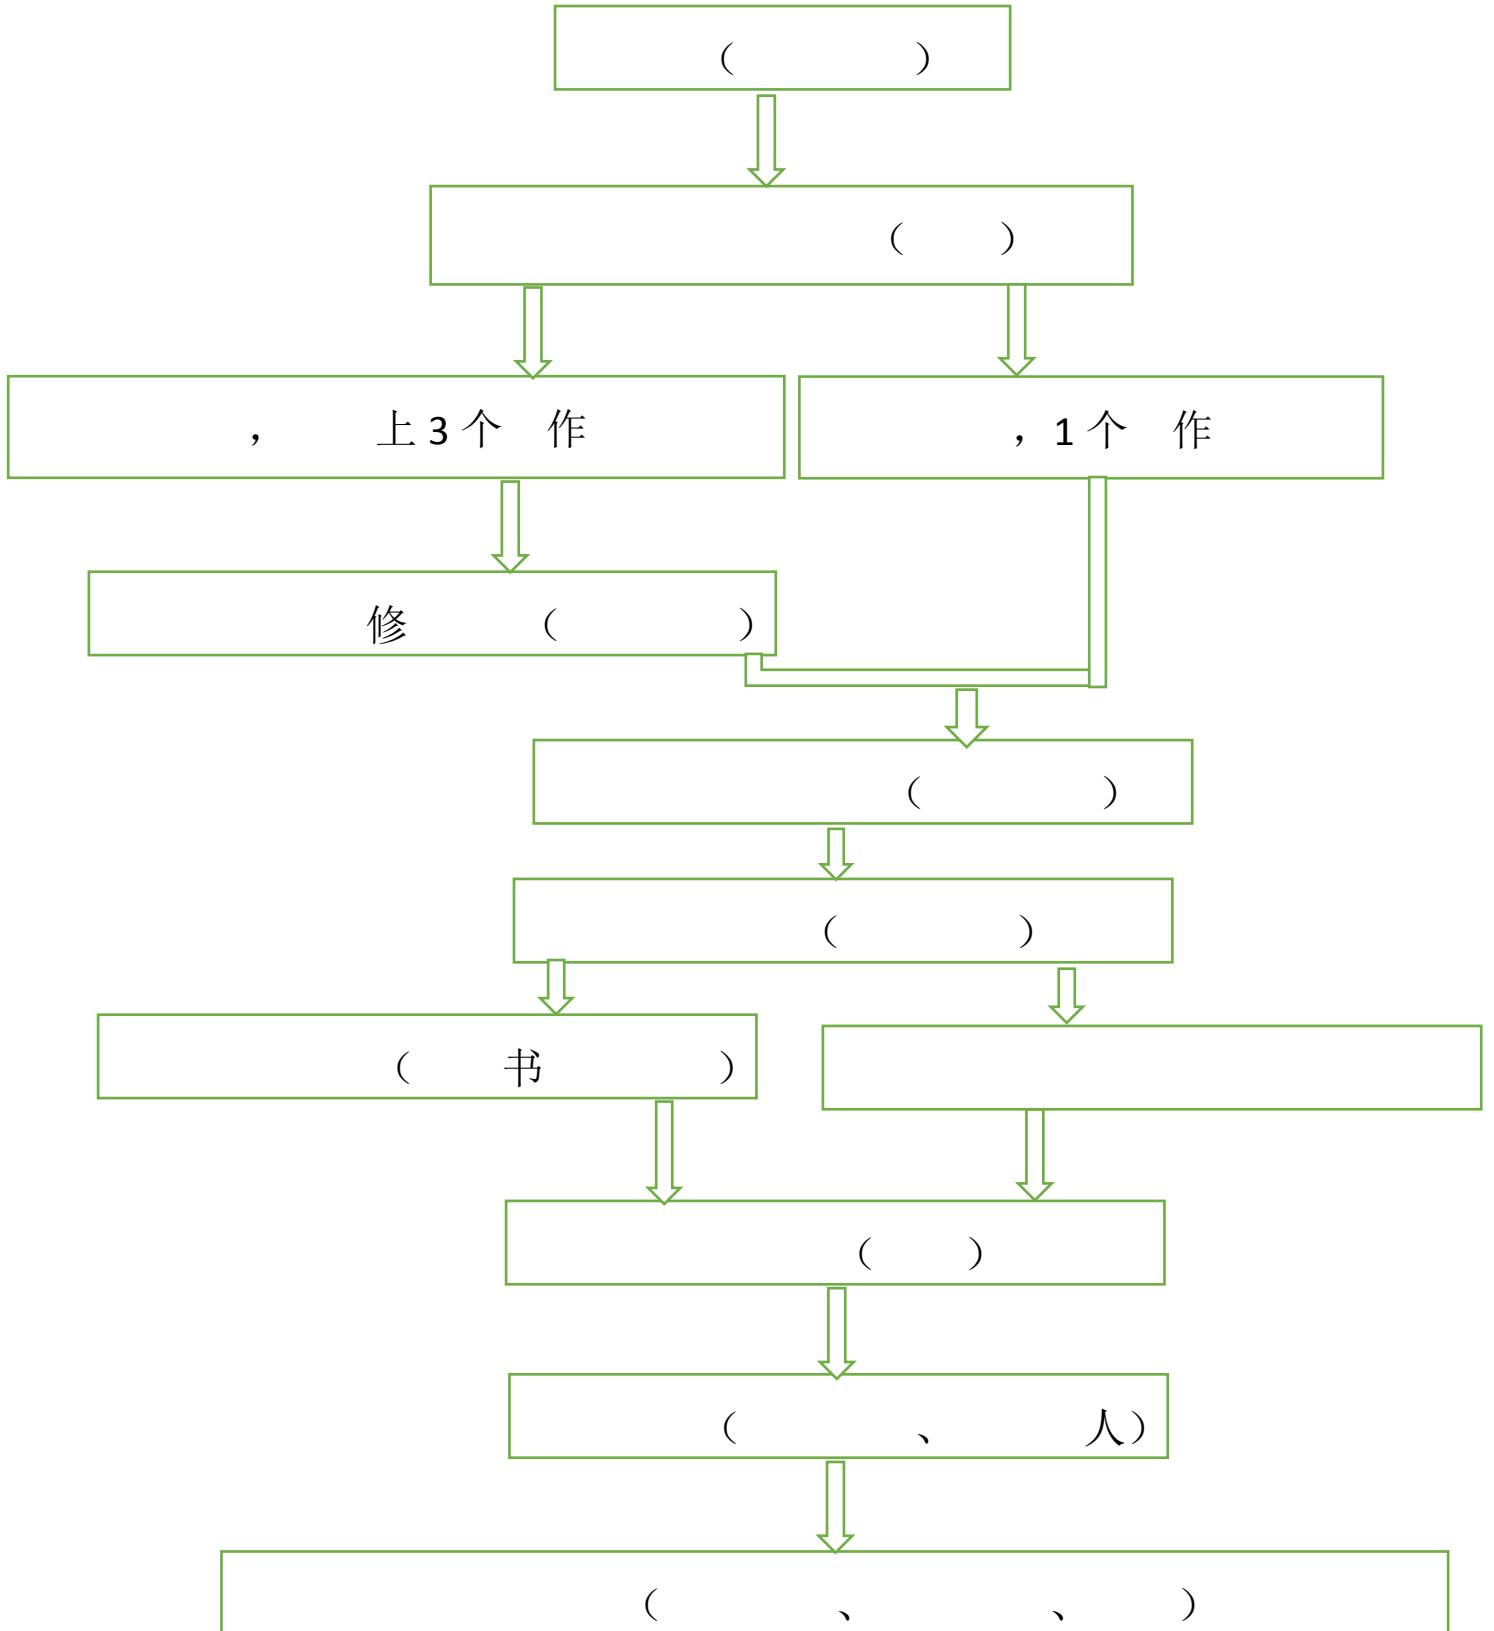 （ ）
（ ）
， 上 3 个 作
，1 个 作
修 （ ）
（ ）
（ ）
（ 书 ）
（ ）
（ 、 人）
（ 、 、 ）